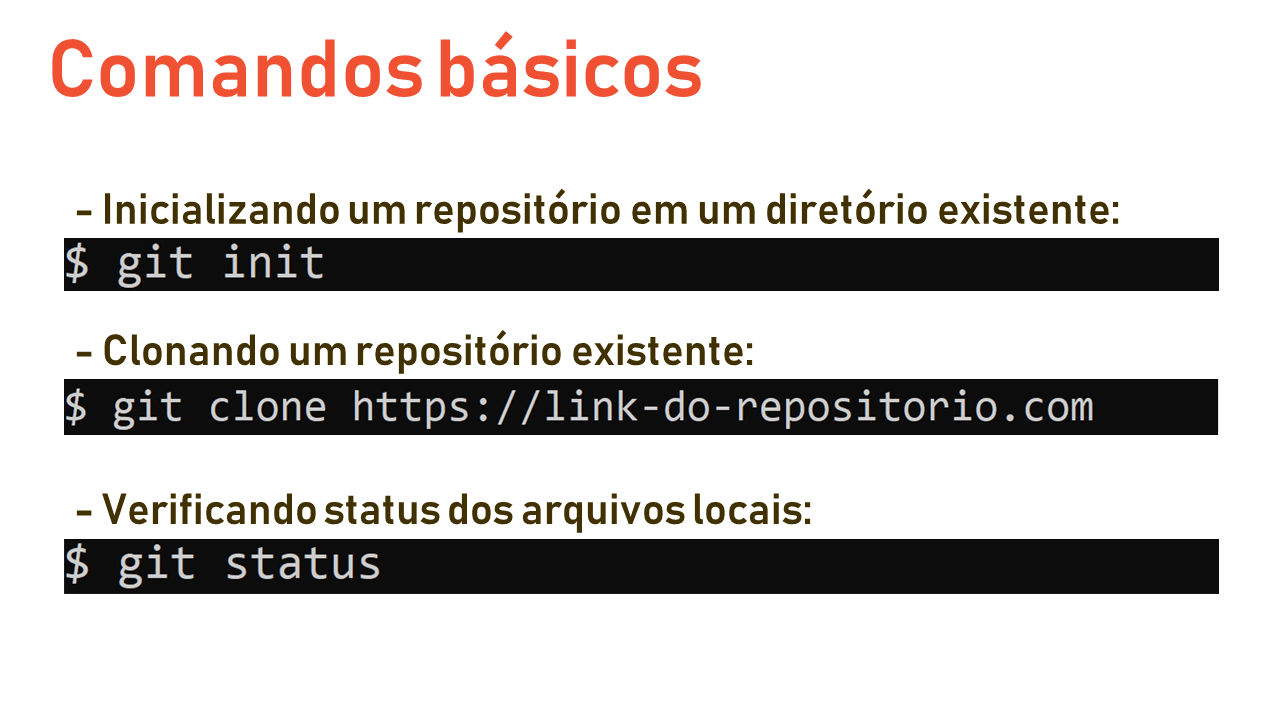 Comandos básicos
- Inicializando um repositório em um diretório existente:
$ git init
- Clonando um repositório existente:
$ git clone https://link-do-repositorio.com
- Verificando status dos arquivos locais:
$ git status